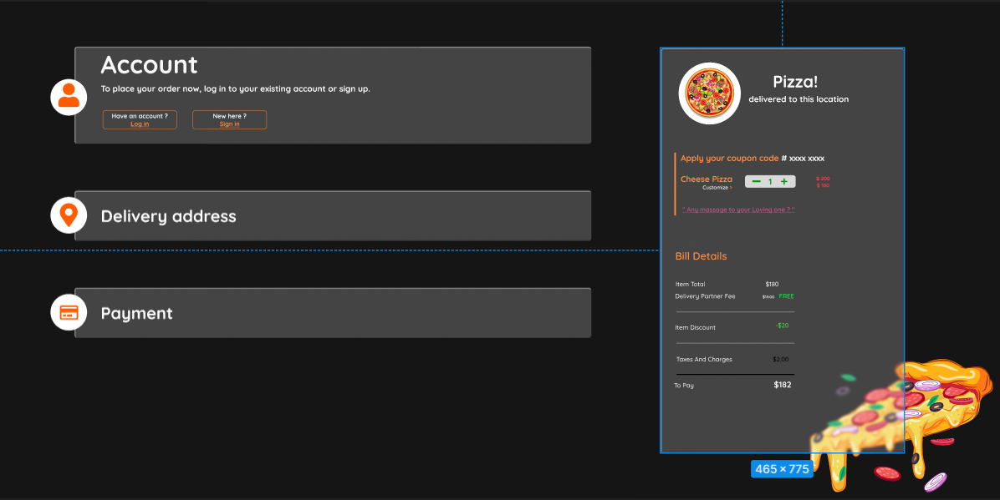 Account
To place your order now, log in to your existing account or sign up.
Have an account ?
Log in
New here ?
Sign in
Delivery address
Payment
Pizza!
delivered to this location
Apply your coupon code # xxxx xxxx
Cheese Pizza
Customize >
— 1 +
$ 200
$ 180
" Any massage to your Loving one ? "
Bill Details
Item Total $180
Delivery Partner Fee $15.00 FREE
Item Discount -$20
Taxes And Charges $2.00
To Pay $182
465 × 775